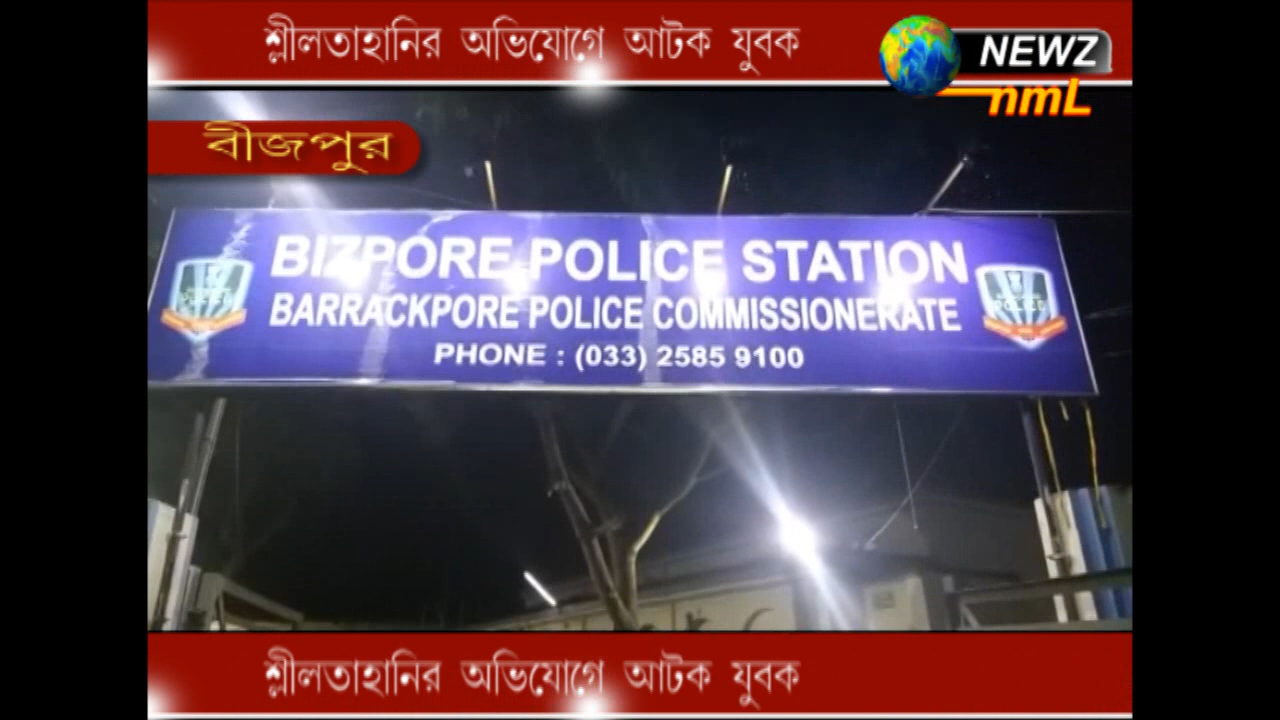 শ্লীলতাহানির অভিযোগে আটক যুবক
NEWZ
nmL
বীজপুর
BIZPORE POLICE STATION
BARRACKPORE POLICE COMMISSIONERATE
PHONE : (033) 2585 9100
শ্লীলতাহানির অভিযোগে আটক যুবক